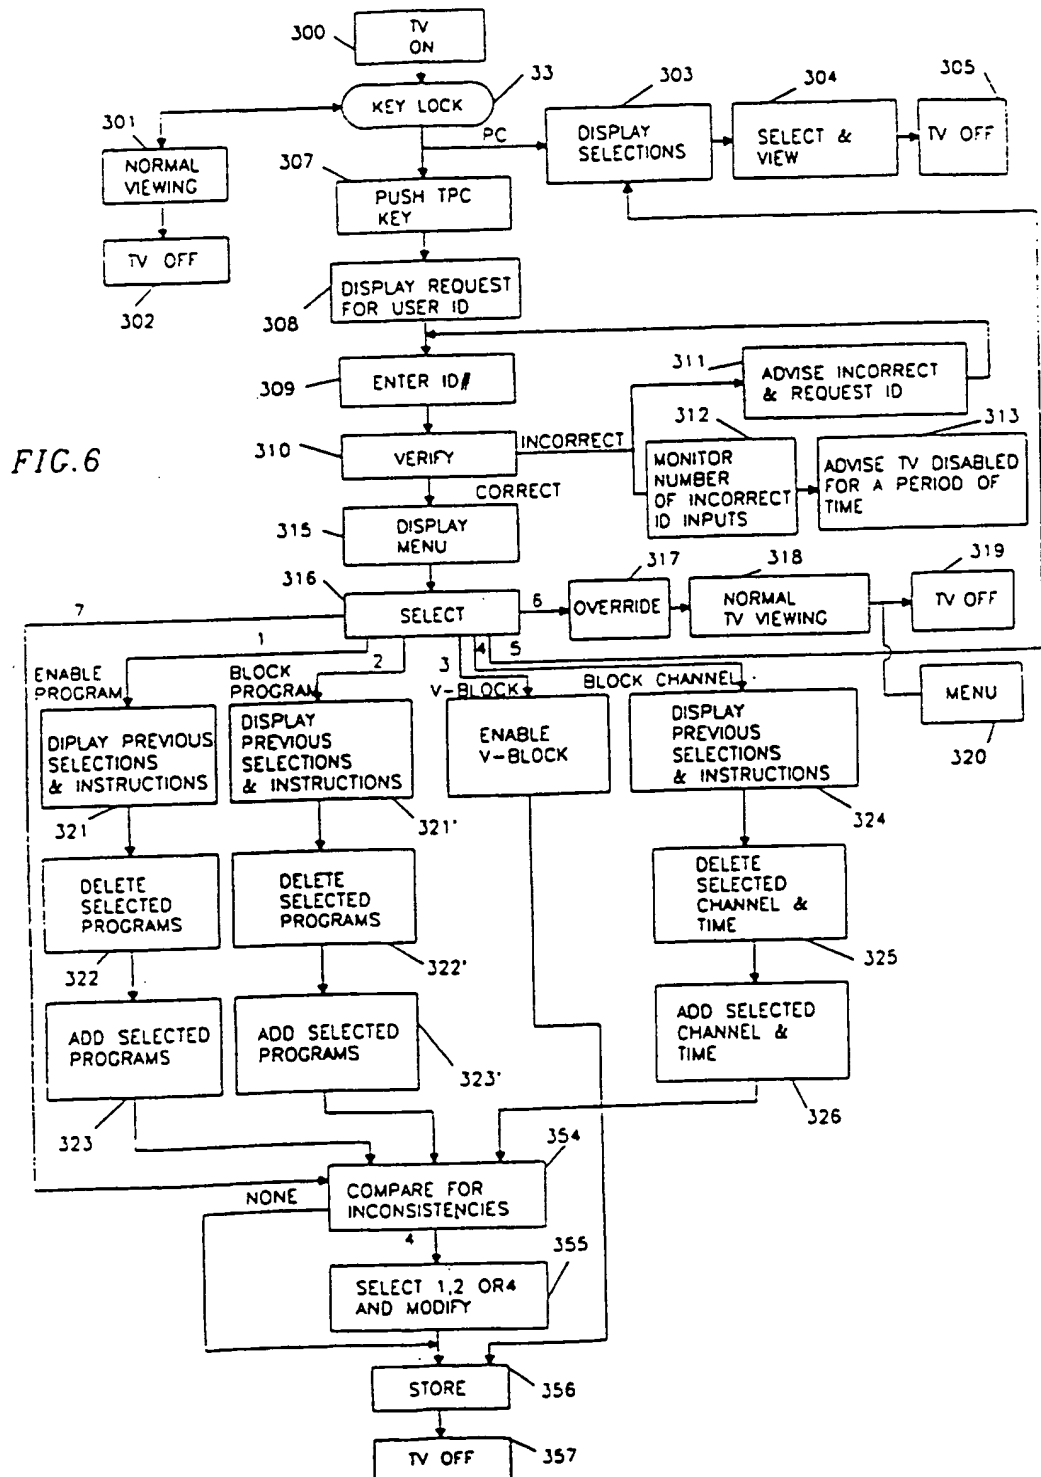 300
TV
ON
33
KEY LOCK
303
304
305
301
PC
DISPLAY
SELECTIONS
SELECT &
VIEW
TV OFF
NORMAL
VIEWING
307
PUSH TPC
KEY
TV OFF
302
DISPLAY REQUEST
FOR USER ID
308
311
ADVISE INCORRECT
& REQUEST ID
309
ENTER ID#
312
313
FIG.6
310
VERIFY
INCORRECT
MONITOR
NUMBER
OF INCORRECT
ID INPUTS
ADVISE TV DISABLED
FOR A PERIOD OF
TIME
CORRECT
315
DISPLAY
MENU
316
317
318
319
7
SELECT
6
OVERRIDE
NORMAL
TV VIEWING
TV OFF
1
2
3
4
5
ENABLE
PROGRAM
BLOCK
PROGRAM
V-BLOCK
BLOCK CHANNEL
MENU
320
DIPLAY PREVIOUS
SELECTIONS
& INSTRUCTIONS
DISPLAY
PREVIOUS
SELECTIONS
& INSTRUCTIONS
ENABLE
V-BLOCK
DISPLAY
PREVIOUS
SELECTIONS
& INSTRUCTIONS
321
321'
324
DELETE
SELECTED
PROGRAMS
DELETE
SELECTED
PROGRAMS
DELETE
SELECTED
CHANNEL &
TIME
322
322'
325
ADD SELECTED
PROGRAMS
ADD SELECTED
PROGRAMS
ADD SELECTED
CHANNEL &
TIME
323
323'
326
354
NONE
COMPARE FOR
INCONSISTENCIES
4
355
SELECT 1,2 OR4
AND MODIFY
STORE
356
TV OFF
357